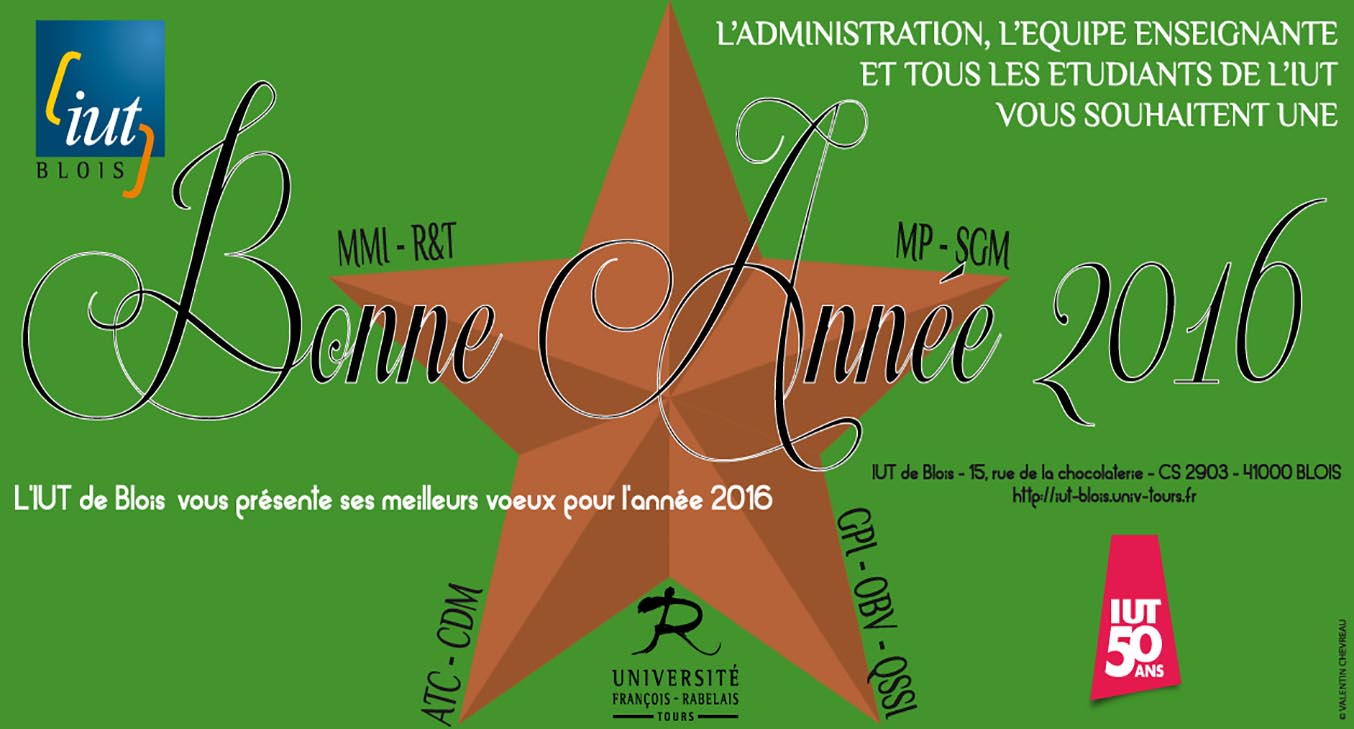 iut
BLOIS
L'ADMINISTRATION, L'EQUIPE ENSEIGNANTE
ET TOUS LES ETUDIANTS DE L'IUT
VOUS SOUHAITENT UNE
MMI - R&T
MP - SGM
Bonne Année 2016
IUT de Blois - 15, rue de la chocolaterie - CS 2903 - 41000 BLOIS
http://iut-blois.univ-tours.fr
L'IUT de Blois vous présente ses meilleurs voeux pour l'année 2016
ATC - CDM
GPI - OBV - QSSI
UNIVERSITÉ
FRANÇOIS - RABELAIS
TOURS
IUT
50
ANS
© VALENTIN CHEVREAU